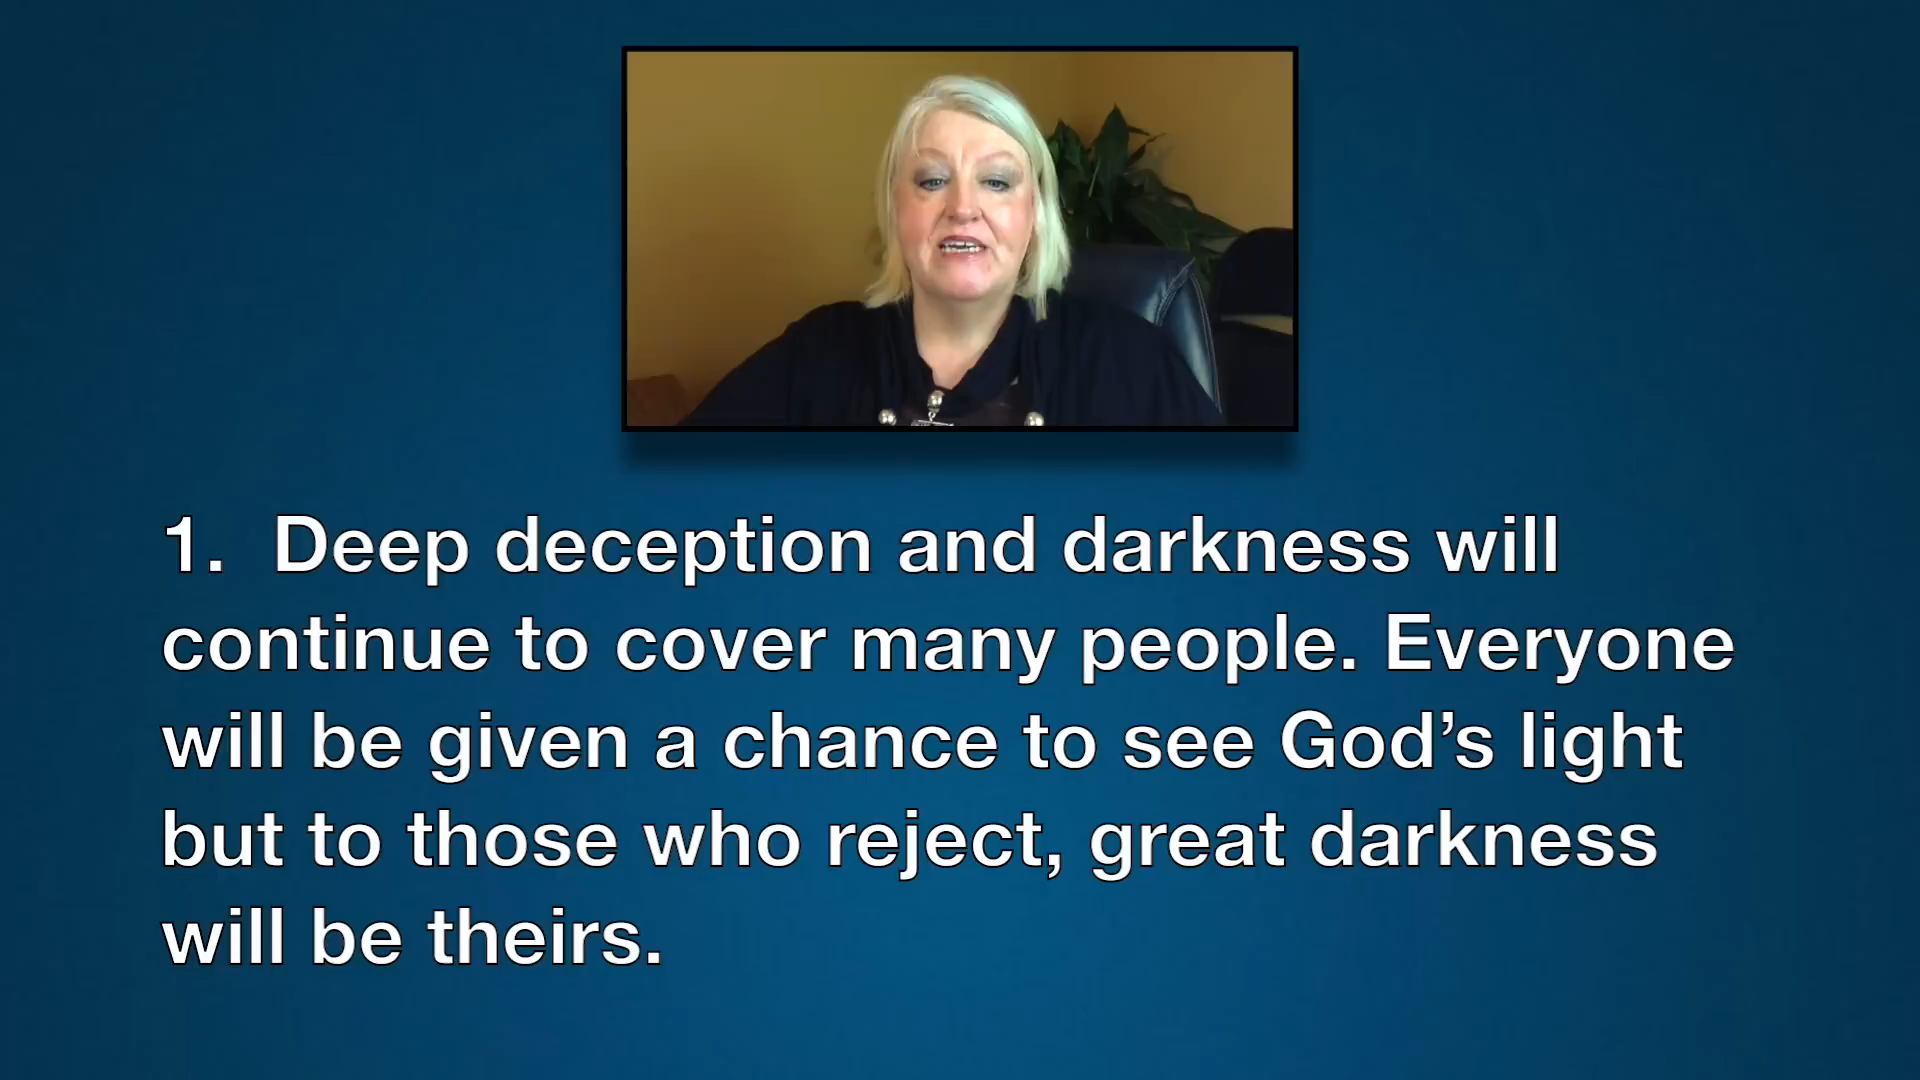 1. Deep deception and darkness will
continue to cover many people. Everyone
will be given a chance to see God’s light
but to those who reject, great darkness
will be theirs.